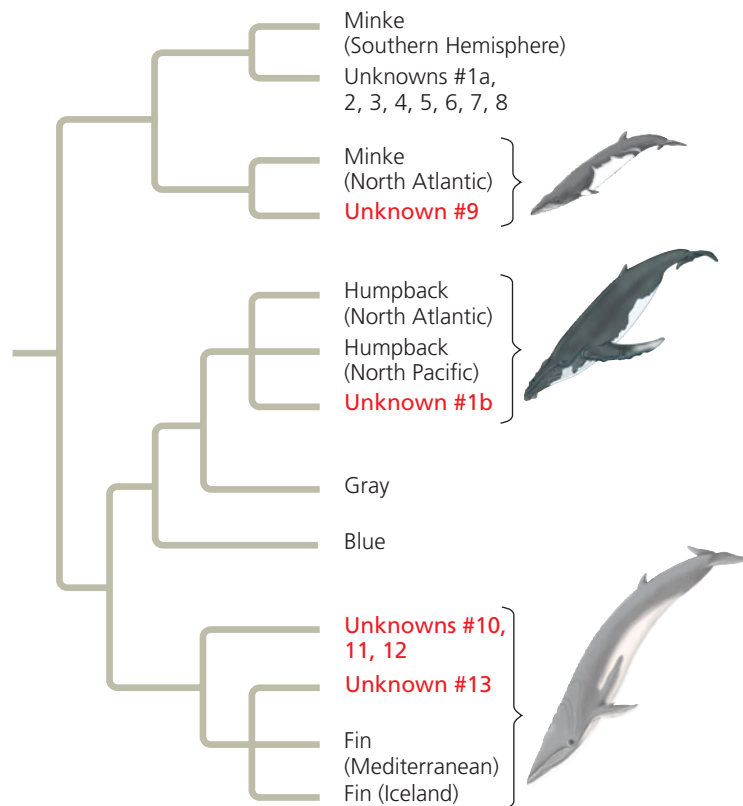 Minke
(Southern Hemisphere)
Unknowns #1a,
2, 3, 4, 5, 6, 7, 8
Minke
(North Atlantic)
Unknown #9
Humpback
(North Atlantic)
Humpback
(North Pacific)
Unknown #1b
Gray
Blue
Unknowns #10,
11, 12
Unknown #13
Fin
(Mediterranean)
Fin (Iceland)